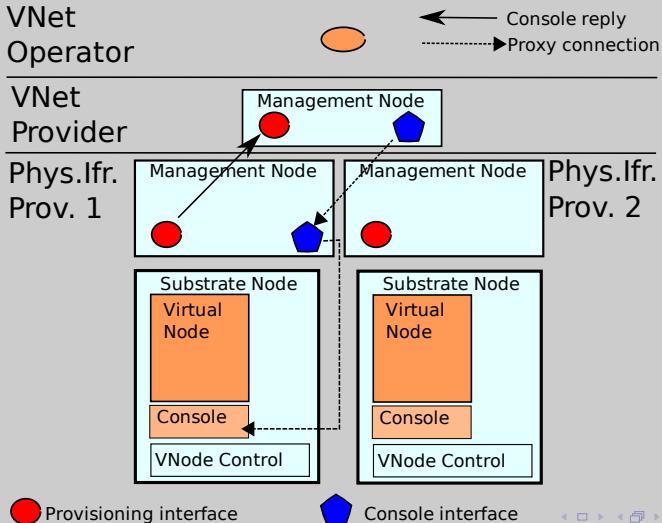 VNet
Operator
Console reply
Proxy connection
VNet
Provider
Management Node
Phys.Ifr.
Prov. 1
Management Node
Management Node
Phys.Ifr.
Prov. 2
Substrate Node
Virtual
Node
Console
VNode Control
Substrate Node
Virtual
Node
Console
VNode Control
Provisioning interface
Console interface